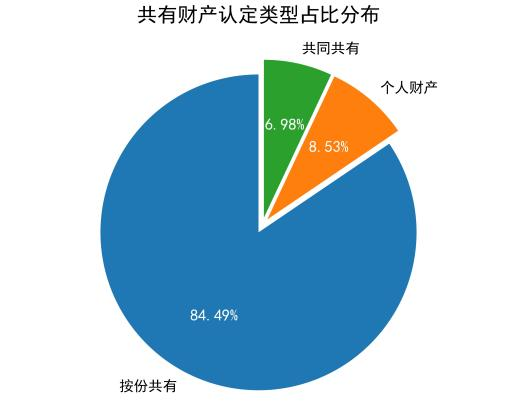 共有财产认定类型占比分布
共同共有
个人财产
6.98%
8.53%
84.49%
按份共有